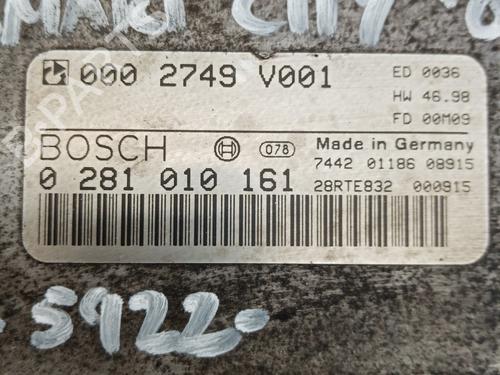 000 2749 V001 ED 0036
HW 46.98
FD 00M09
BOSCH 078 Made in Germany
7442 01186 08915
0 281 010 161 28RTE832 000915
5922-